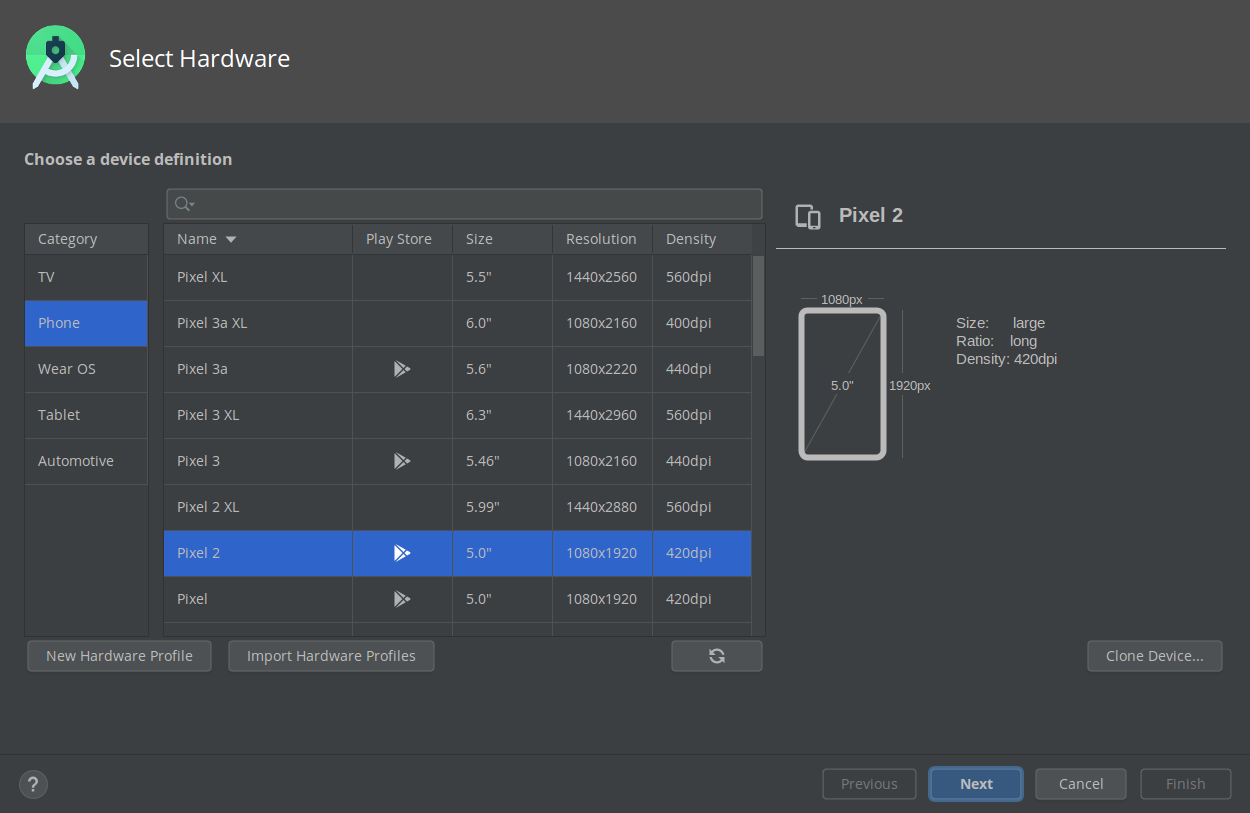 Select Hardware
Choose a device definition
Category
TV
Phone
Wear OS
Tablet
Automotive
Name Play Store Size Resolution Density
Pixel XL 5.5" 1440x2560 560dpi
Pixel 3a XL 6.0" 1080x2160 400dpi
Pixel 3a 5.6" 1080x2220 440dpi
Pixel 3 XL 6.3" 1440x2960 560dpi
Pixel 3 5.46" 1080x2160 440dpi
Pixel 2 XL 5.99" 1440x2880 560dpi
Pixel 2 5.0" 1080x1920 420dpi
Pixel 5.0" 1080x1920 420dpi
Pixel 2
1080px
5.0"
1920px
Size: large
Ratio: long
Density: 420dpi
New Hardware Profile
Import Hardware Profiles
Clone Device...
?
Previous
Next
Cancel
Finish